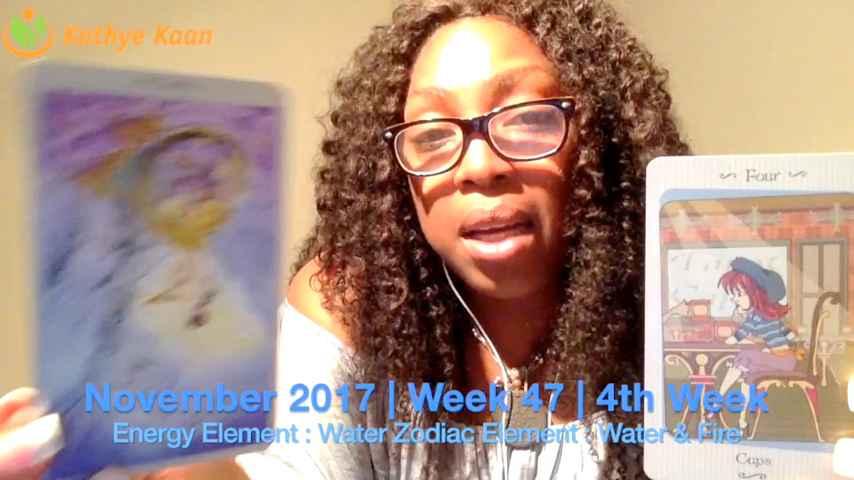 Kathye Kaan
Four
November 2017 | Week 47 | 4th Week
Energy Element : Water Zodiac Element : Water & Fire
Cups